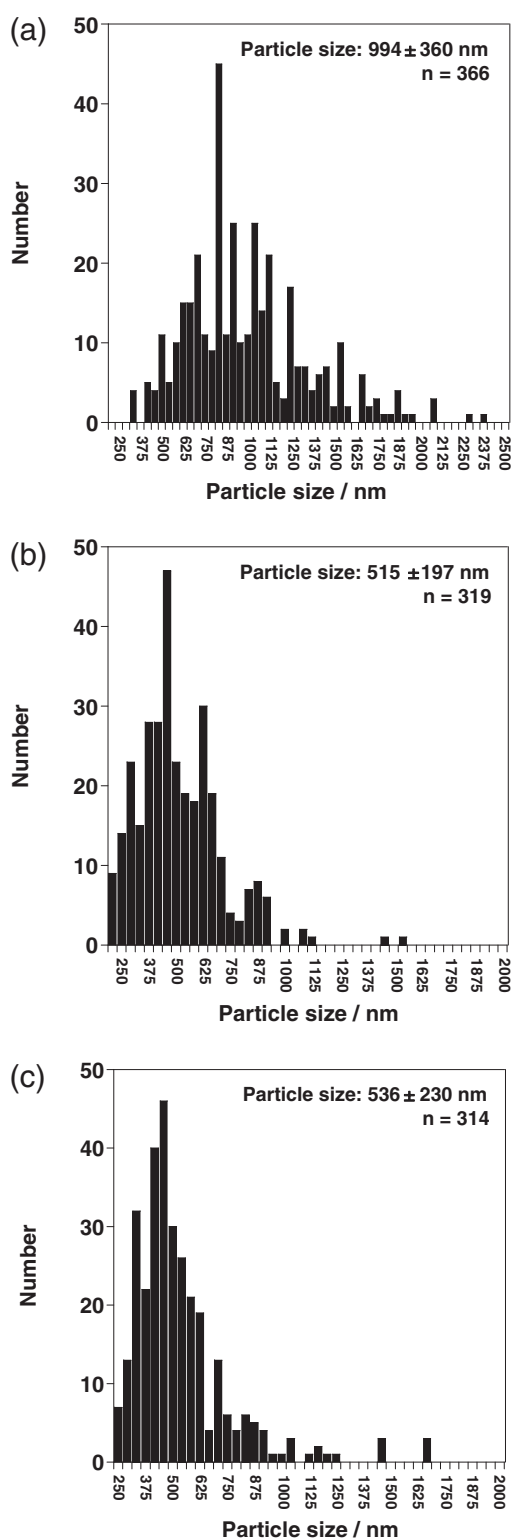 (a)
50
Particle size: 994 ± 360 nm
n = 366
40
30
20
10
0
Number
250 375 500 625 750 875 1000 1125 1250 1375 1500 1625 1750 1875 2000 2125 2250 2375 2500
Particle size / nm
(b)
50
Particle size: 515 ±197 nm
n = 319
40
30
20
10
0
Number
250 375 500 625 750 875 1000 1125 1250 1375 1500 1625 1750 1875 2000
Particle size / nm
(c)
50
Particle size: 536 ± 230 nm
n = 314
40
30
20
10
0
Number
250 375 500 625 750 875 1000 1125 1250 1375 1500 1625 1750 1875 2000
Particle size / nm